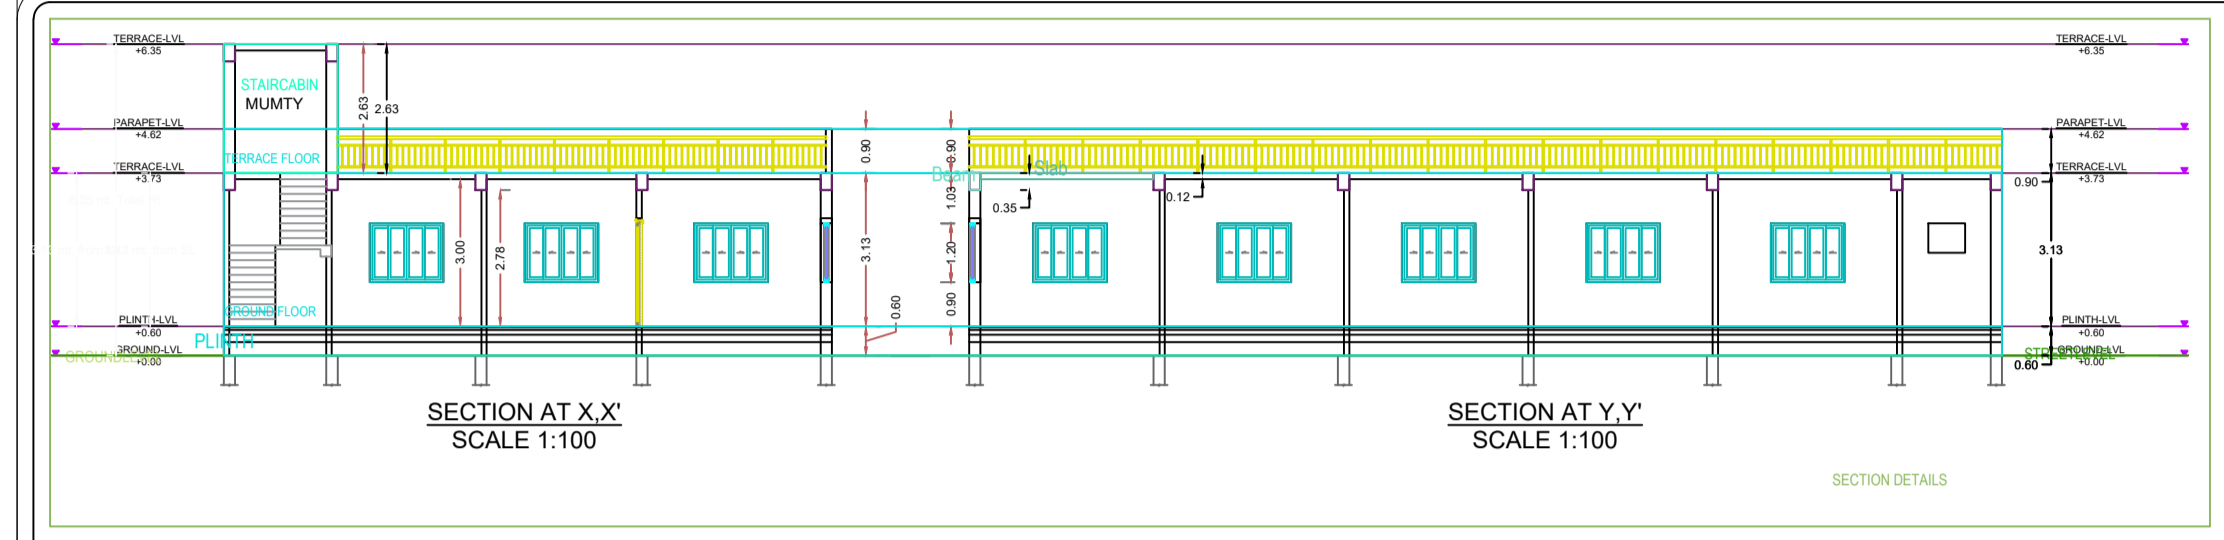 TERRACE-LVL
+6.35
TERRACE-LVL
+6.35
STAIRCABIN
MUMTY
2.63
2.63
PARAPET-LVL
+4.62
PARAPET-LVL
+4.62
0.90
0.90
TERRACE FLOOR
TERRACE-LVL
+3.73
TERRACE-LVL
+3.73
Slab
0.90
1.03
0.35
0.12
3.00
2.78
3.13
1.20
3.13
0.60
0.90
GROUND FLOOR
PLINTH-LVL
+0.60
PLINTH-LVL
+0.60
PLINTH
GROUND-LVL
+0.00
GROUND-LVL
+0.00
0.60
SECTION AT X,X'
SCALE 1:100
SECTION AT Y,Y'
SCALE 1:100
SECTION DETAILS